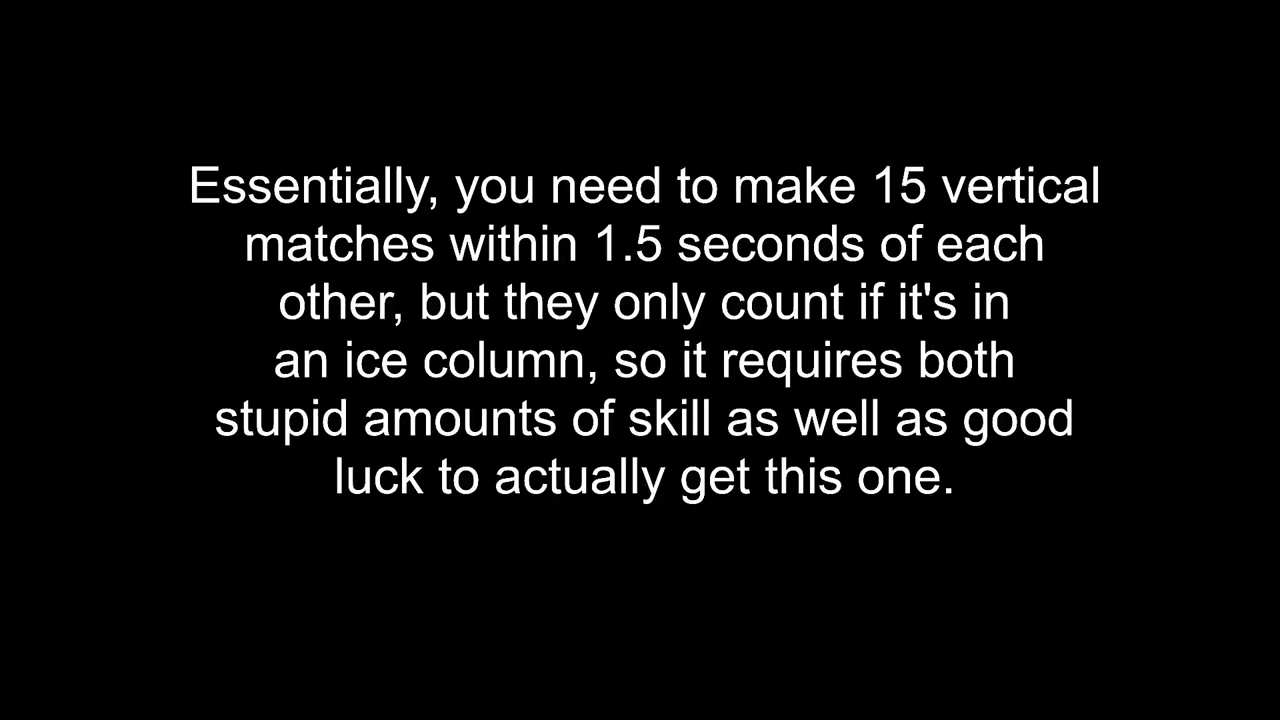 Essentially, you need to make 15 vertical
matches within 1.5 seconds of each
other, but they only count if it's in
an ice column, so it requires both
stupid amounts of skill as well as good
luck to actually get this one.